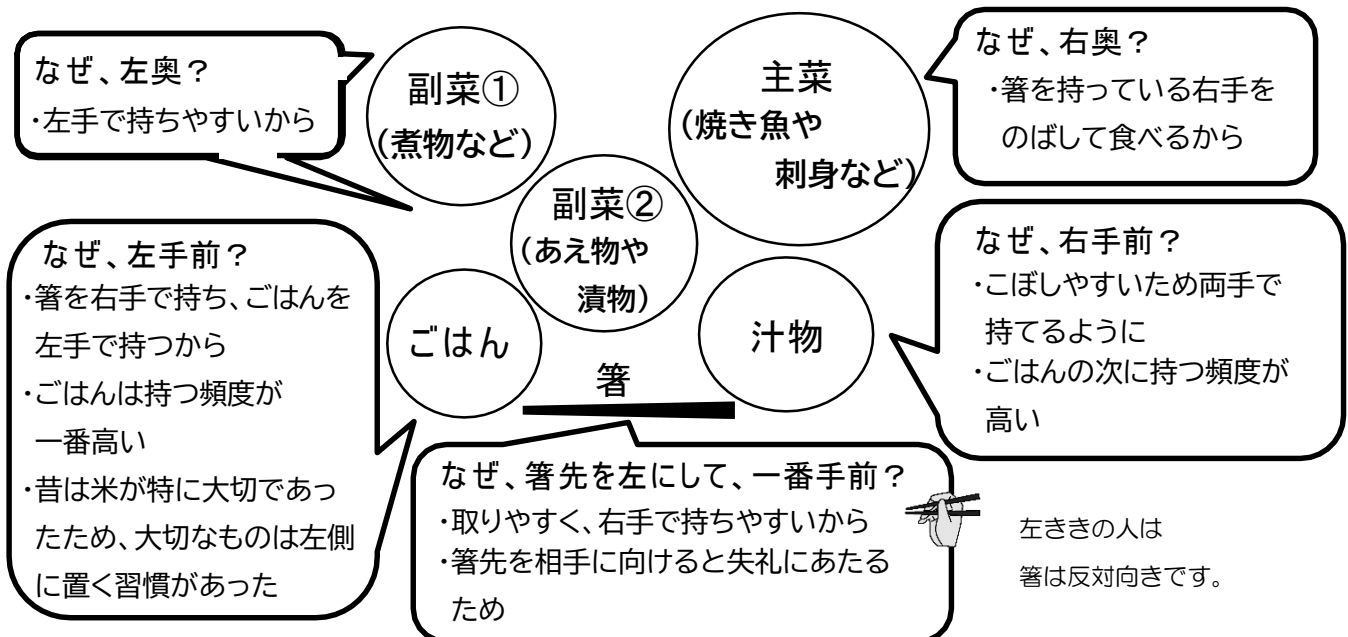 なぜ、左奥？
・左手で持ちやすいから
副菜①
(煮物など)
主菜
(焼き魚や
刺身など)
なぜ、右奥？
・箸を持っている右手を
のばして食べるから
副菜②
(あえ物や
漬物)
なぜ、左手前？
・箸を右手で持ち、ごはんを
左手で持つから
・ごはんは持つ頻度が
一番高い
・昔は米が特に大切であっ
たため、大切なものは左側
に置く習慣があった
ごはん
箸
汁物
なぜ、右手前？
・こぼしやすいため両手で
持てるように
・ごはんの次に持つ頻度が
高い
なぜ、箸先を左にして、一番手前？
・取りやすく、右手で持ちやすいから
・箸先を相手に向けると失礼にあたる
ため
左ききの人は
箸は反対向きです。